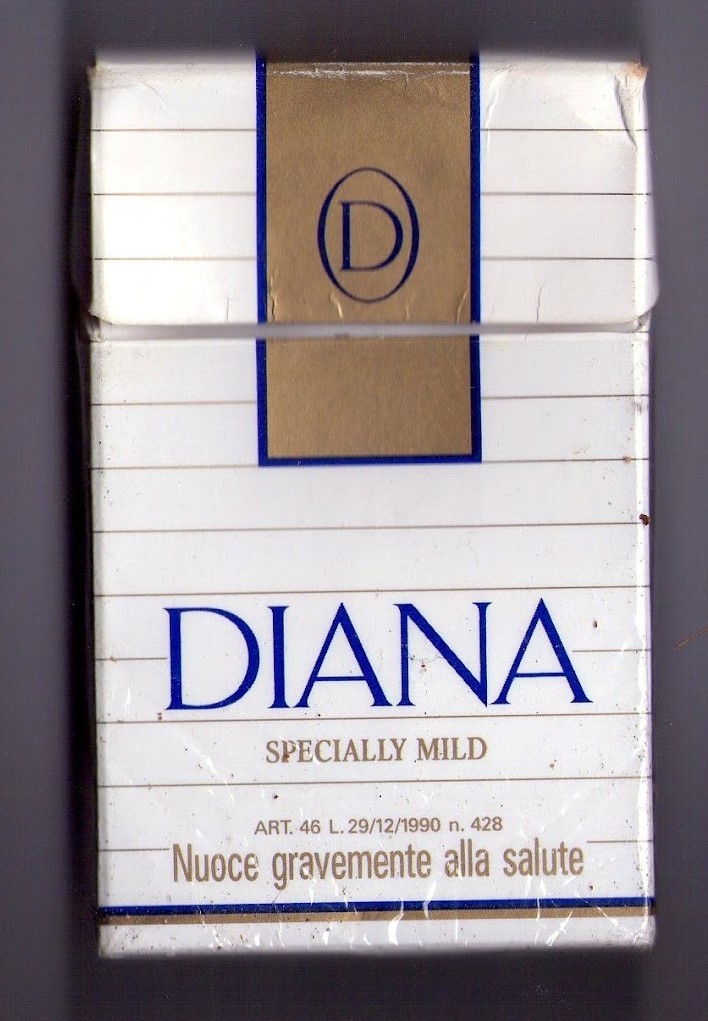 D
DIANA
SPECIALLY MILD
ART. 46 L. 29/12/1990 n. 428
Nuoce gravemente alla salute